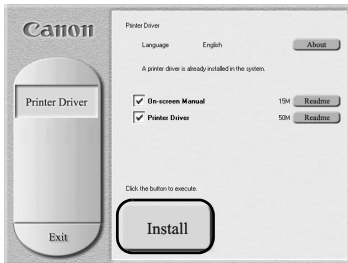 Canon
Printer Driver
Language English About
A printer driver is already installed in the system.
Printer Driver
On-screen Manual 15M Readme
Printer Driver 50M Readme
Click the button to execute.
Install
Exit